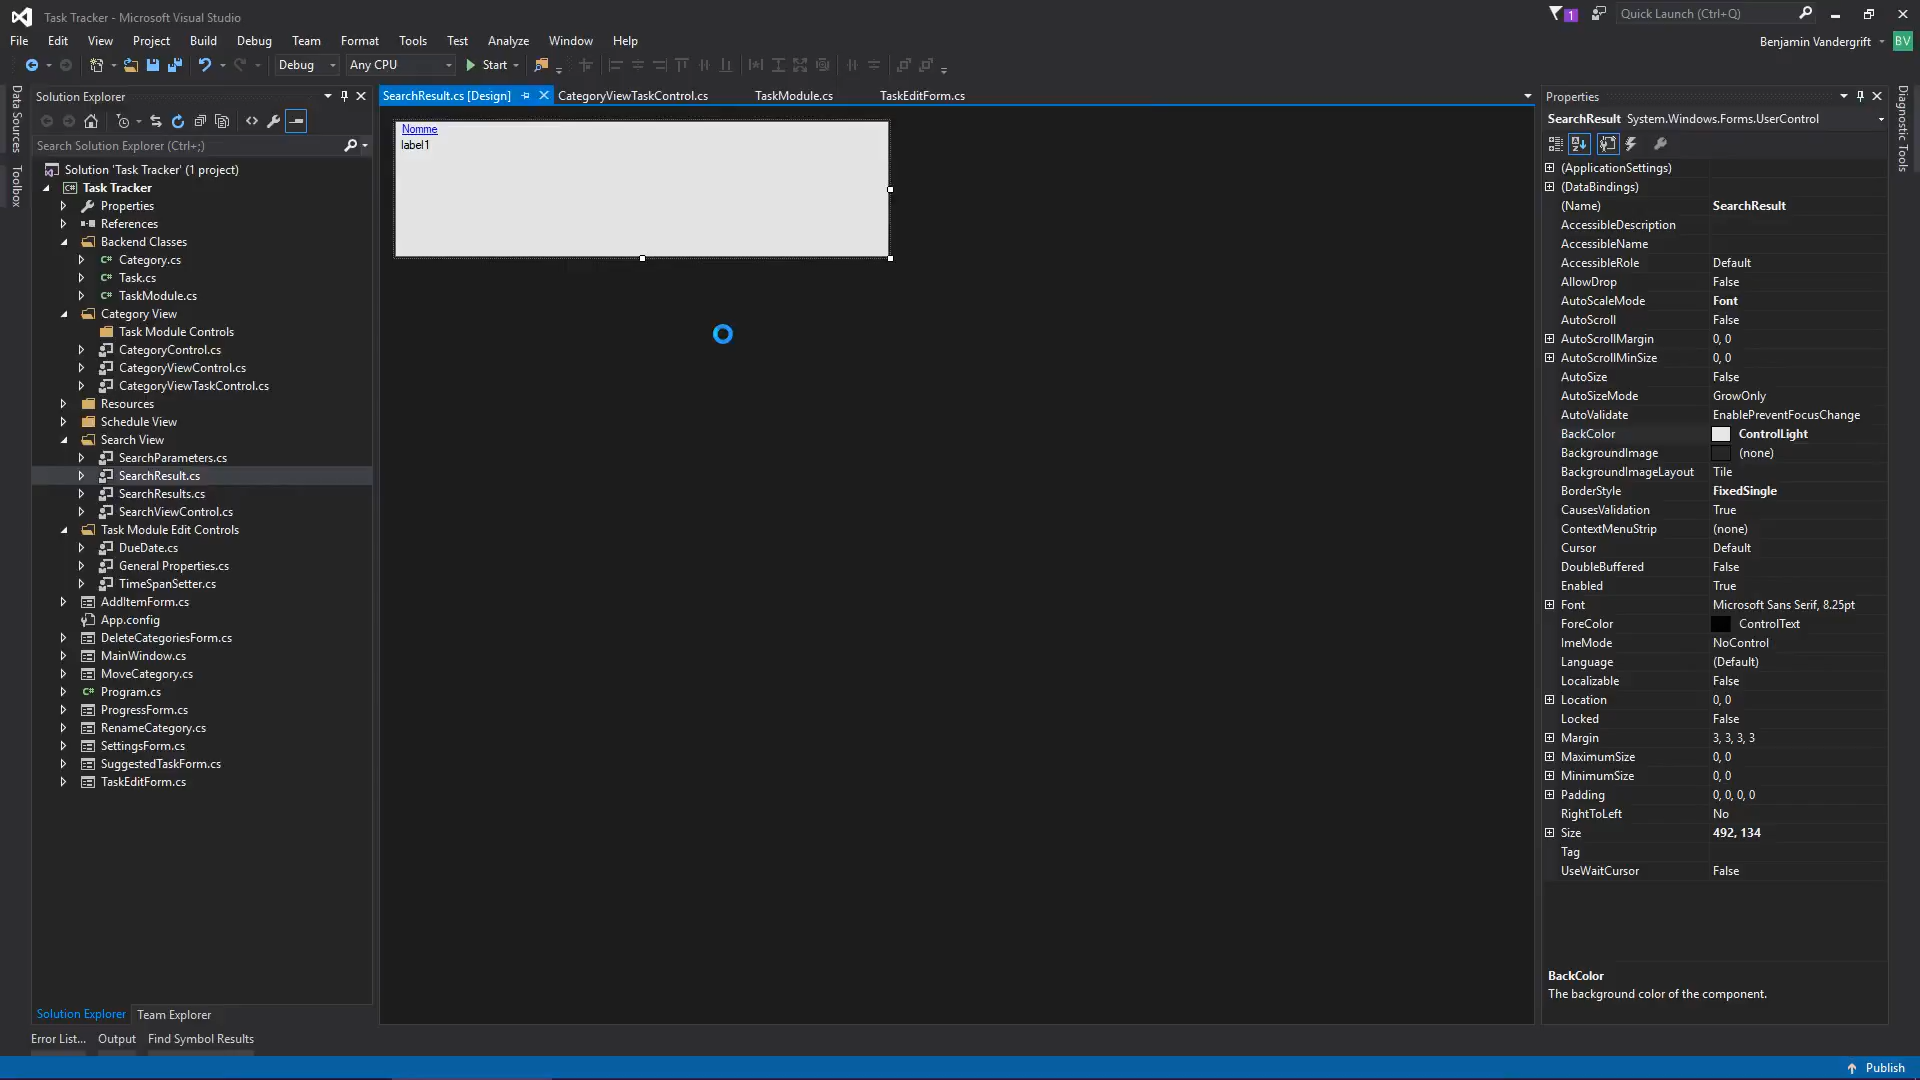 Task Tracker - Microsoft Visual Studio
1
Quick Launch (Ctrl+Q)
File Edit View Project Build Debug Team Format Tools Test Analyze Window Help
Benjamin Vandergrift BV
Debug Any CPU Start
Data Sources
Toolbox
Solution Explorer
Search Solution Explorer (Ctrl+;)
Solution 'Task Tracker' (1 project)
C# Task Tracker
Properties
References
Backend Classes
C# Category.cs
C# Task.cs
C# TaskModule.cs
Category View
Task Module Controls
CategoryControl.cs
CategoryViewControl.cs
CategoryViewTaskControl.cs
Resources
Schedule View
Search View
SearchParameters.cs
SearchResult.cs
SearchResults.cs
SearchViewControl.cs
Task Module Edit Controls
DueDate.cs
General Properties.cs
TimeSpanSetter.cs
AddItemForm.cs
App.config
DeleteCategoriesForm.cs
MainWindow.cs
MoveCategory.cs
C# Program.cs
ProgressForm.cs
RenameCategory.cs
SettingsForm.cs
SuggestedTaskForm.cs
TaskEditForm.cs
Solution Explorer Team Explorer
SearchResult.cs [Design] CategoryViewTaskControl.cs TaskModule.cs TaskEditForm.cs
Nomme
label1
Properties
SearchResult System.Windows.Forms.UserControl
(ApplicationSettings)
(DataBindings)
(Name) SearchResult
AccessibleDescription
AccessibleName
AccessibleRole Default
AllowDrop False
AutoScaleMode Font
AutoScroll False
AutoScrollMargin 0, 0
AutoScrollMinSize 0, 0
AutoSize False
AutoSizeMode GrowOnly
AutoValidate EnablePreventFocusChange
BackColor ControlLight
BackgroundImage (none)
BackgroundImageLayout Tile
BorderStyle FixedSingle
CausesValidation True
ContextMenuStrip (none)
Cursor Default
DoubleBuffered False
Enabled True
Font Microsoft Sans Serif, 8.25pt
ForeColor ControlText
ImeMode NoControl
Language (Default)
Localizable False
Location 0, 0
Locked False
Margin 3, 3, 3, 3
MaximumSize 0, 0
MinimumSize 0, 0
Padding 0, 0, 0, 0
RightToLeft No
Size 492, 134
Tag
UseWaitCursor False
BackColor
The background color of the component.
Diagnostic Tools
Error List... Output Find Symbol Results
Publish